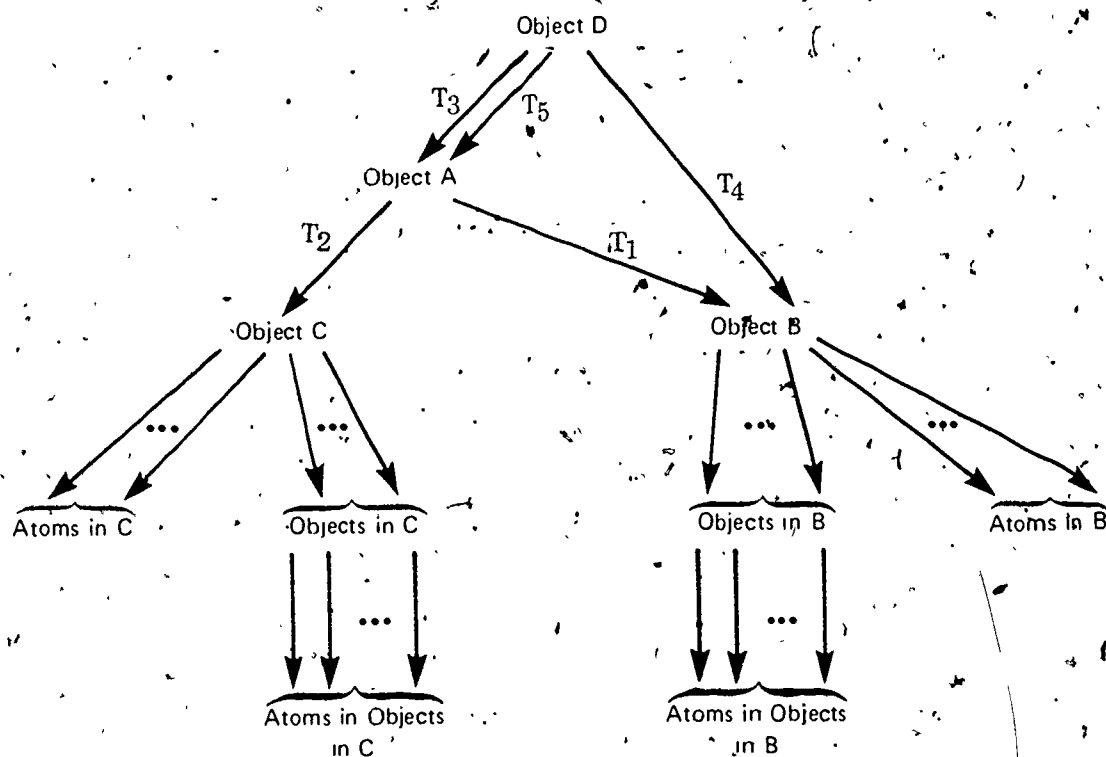 Object D
T3
T5
Object A
T4
T2
T1
Object C
Object B
Atoms in C
Objects in C
Objects in B
Atoms in B
Atoms in Objects
in C
Atoms in Objects
in B